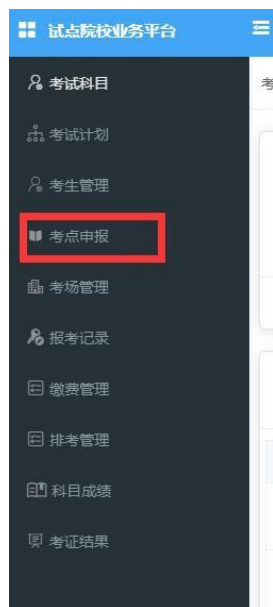 试点院校业务平台
考试科目
考
考试计划
考生管理
考点申报
考场管理
报考记录
缴费管理
排考管理
科目成绩
考证结果